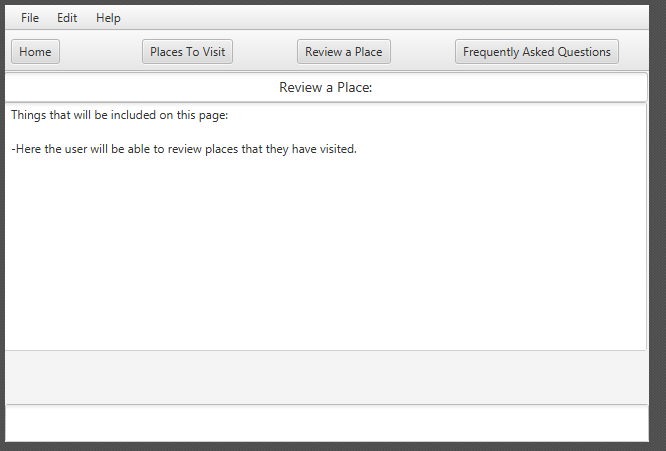 File Edit Help
Home Places To Visit Review a Place Frequently Asked Questions
Review a Place:
Things that will be included on this page:
-Here the user will be able to review places that they have visited.